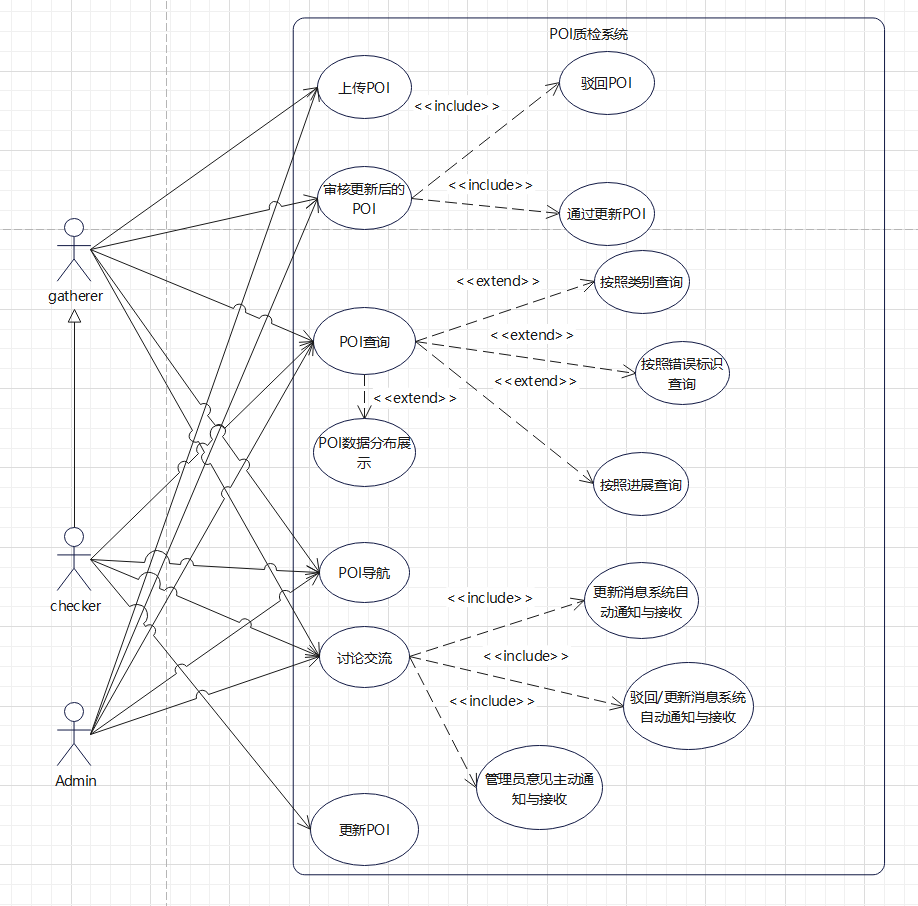 POI质检系统
上传POI
驳回POI
<<include>>
审核更新后的
POI
<<include>>
通过更新POI
gatherer
<<extend>>
按照类别查询
POI查询
<<extend>>
按照错误标识
查询
<<extend>>
<<extend>>
POI数据分布展
示
按照进展查询
checker
POI导航
<<include>>
更新消息系统自
动通知与接收
讨论交流
<<include>>
<<include>>
驳回/更新消息系统
自动通知与接收
Admin
管理员意见主动通
知与接收
更新POI